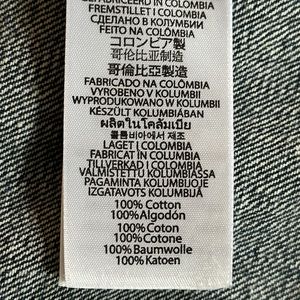 GEFABRICEERD IN COLOMBIA
FREMSTILLET I COLOMBIA
СДЕЛАНО В КОЛУМБИИ
FEITO NA COLÔMBIA
コロンビア製
哥伦比亚制造
哥倫比亞製造
FABRICADO NA COLÔMBIA
VYROBENO V KOLUMBII
WYPRODUKOWANO W KOLUMBII
KÉSZÜLT KOLUMBIÁBAN
ผลิตในโคลัมเบีย
콜롬비아에서 제조
LAGET I COLOMBIA
FABRICAT IN COLUMBIA
TILLVERKAD I COLOMBIA
VALMISTETTU KOLUMBIASSA
PAGAMINTA KOLUMBIJOJE
IZGATAVOTS KOLUMBIJĀ
100% Cotton
100% Algodón
100% Coton
100% Cotone
100% Baumwolle
100% Katoen